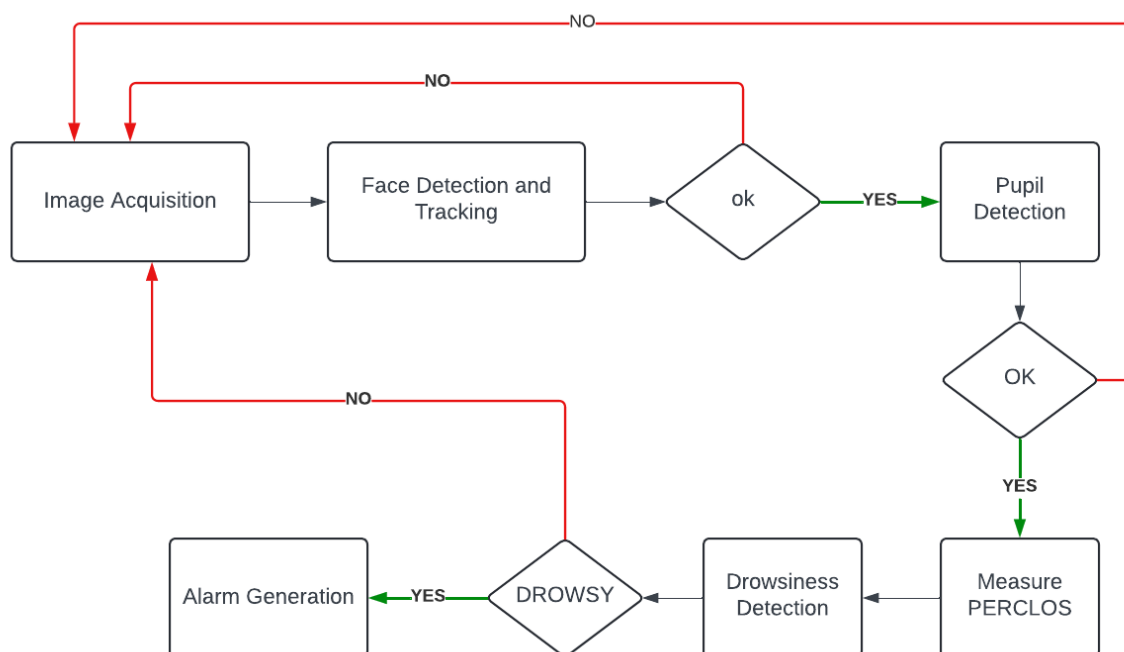 NO
NO
Image Acquisition
Face Detection and
Tracking
ok
YES
Pupil
Detection
OK
NO
YES
Alarm Generation
YES
DROWSY
Drowsiness
Detection
Measure
PERCLOS